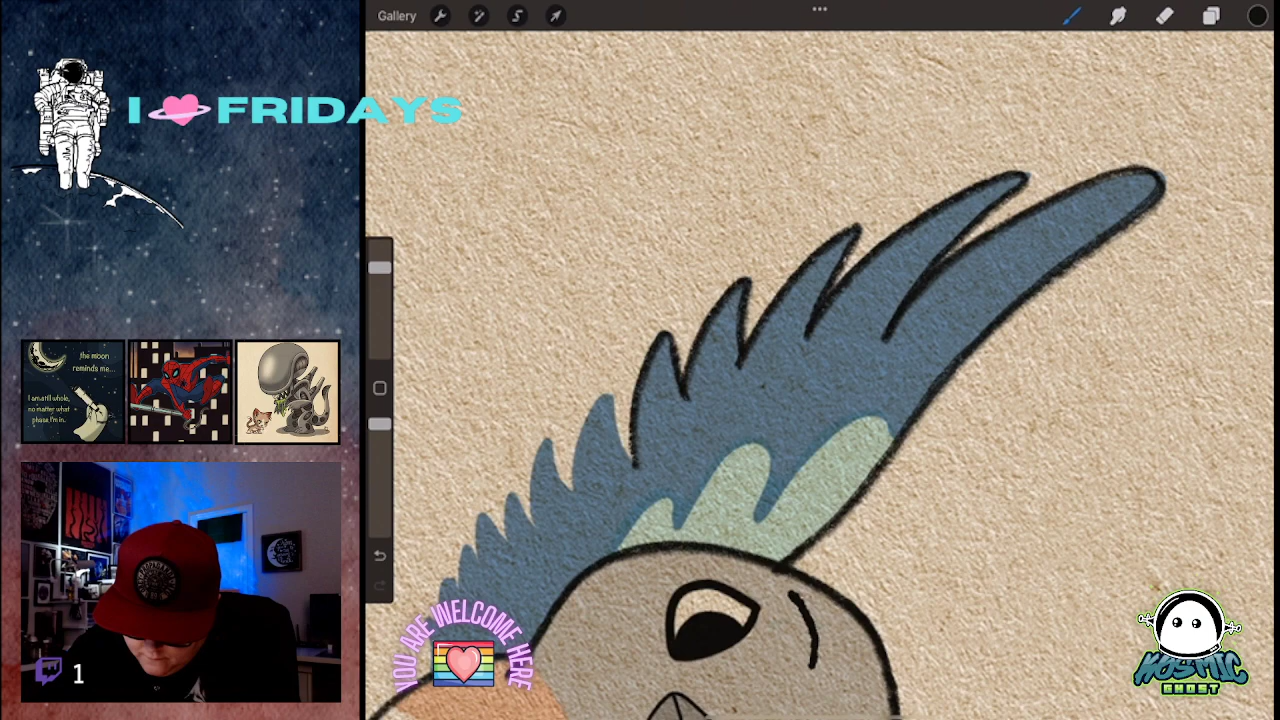 Gallery
I FRIDAYS
the moon
reminds me...
I am still whole,
no matter what
phase I'm in.
YOU ARE WELCOME HERE
1
KOSMIC
GHOST